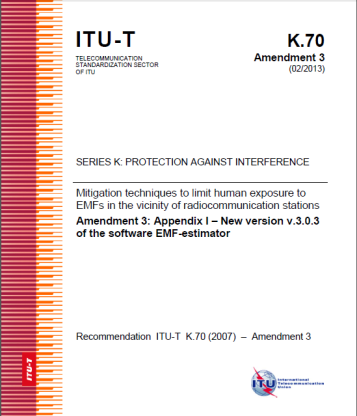 ITU-T
K.70
TELECOMMUNICATION
STANDARDIZATION SECTOR
OF ITU
Amendment 3
(02/2013)
SERIES K: PROTECTION AGAINST INTERFERENCE
Mitigation techniques to limit human exposure to
EMFs in the vicinity of radiocommunication stations
Amendment 3: Appendix I – New version v.3.0.3
of the software EMF-estimator
Recommendation ITU-T K.70 (2007) – Amendment 3
ITU-T
ITU
International
Telecommunication
Union